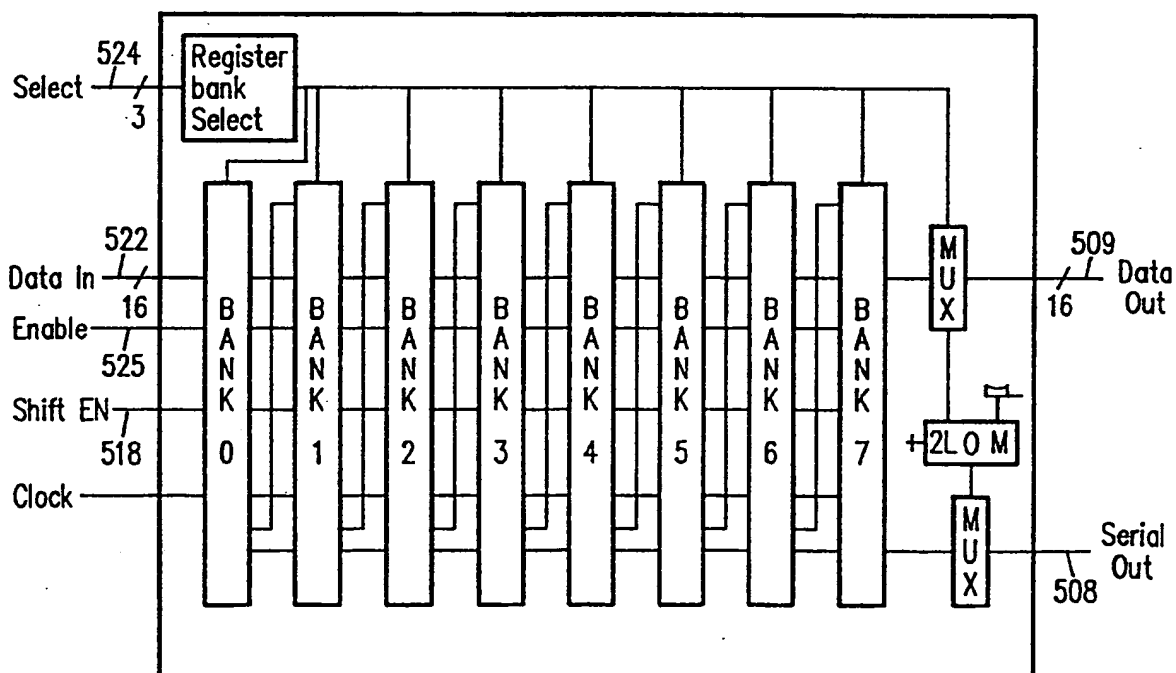 524
Select
3
Register
bank
Select
522
Data In
16
Enable
525
Shift EN
518
Clock
BANK 0
BANK 1
BANK 2
BANK 3
BANK 4
BANK 5
BANK 6
BANK 7
MUX
509
Data
Out
16
+2LOM
MUX
Serial
Out
508